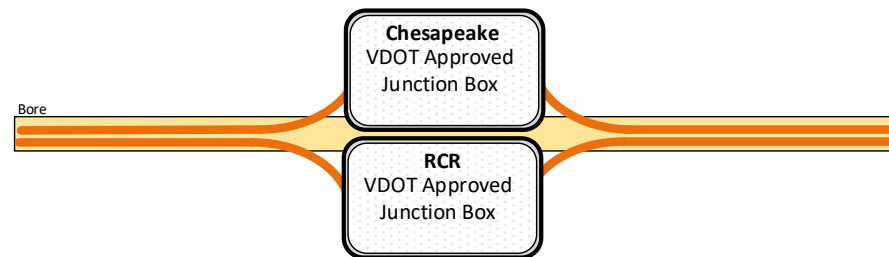 Chesapeake
VDOT Approved
Junction Box
Bore
RCR
VDOT Approved
Junction Box